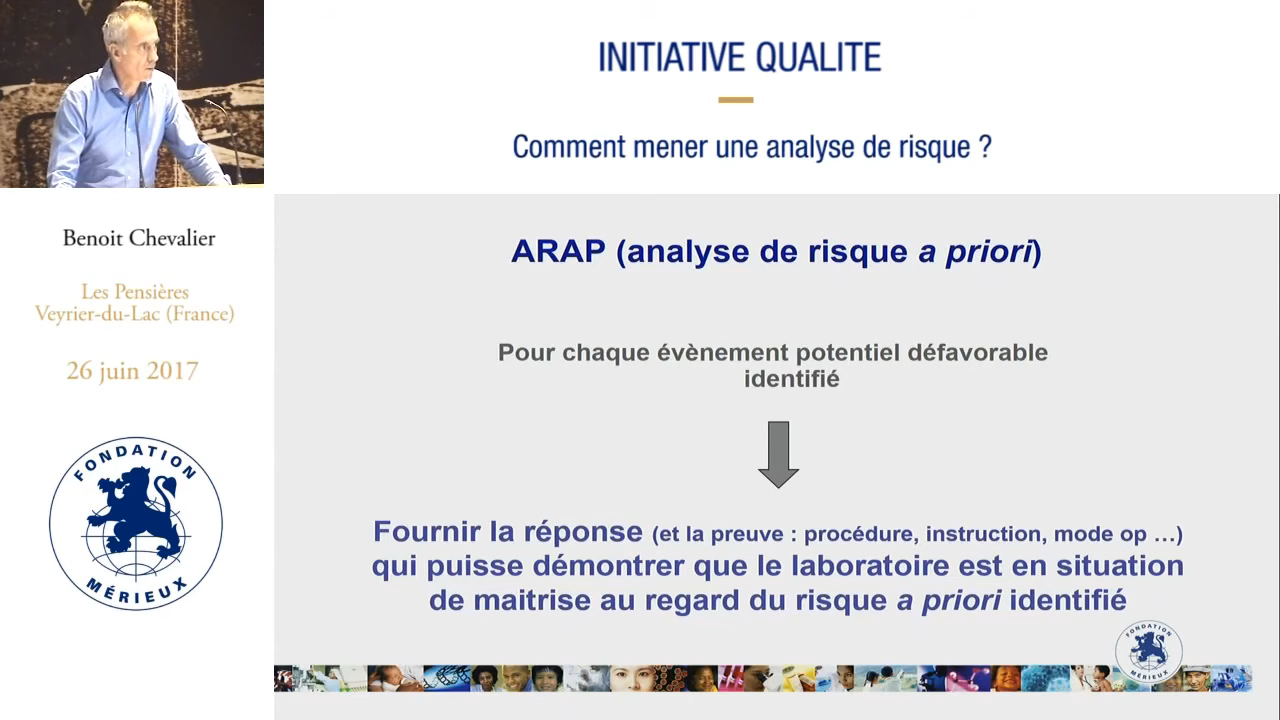 INITIATIVE QUALITE
Comment mener une analyse de risque ?
Benoit Chevalier
Les Pensières
Veyrier-du-Lac (France)
26 juin 2017
FONDATION
MÉRIEUX
ARAP (analyse de risque a priori)
Pour chaque évènement potentiel défavorable
identifié
Fournir la réponse (et la preuve : procédure, instruction, mode op …)
qui puisse démontrer que le laboratoire est en situation
de maitrise au regard du risque a priori identifié
FONDATION
MÉRIEUX